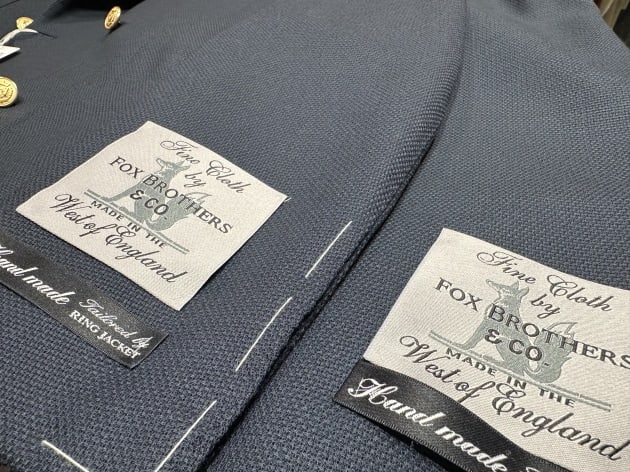 Fine Cloth
by
FOX BROTHERS
& CO.
MADE IN THE
West of England
Hand made
Tailored by
RING JACKET
Fine Cloth
by
FOX BROTHERS
& CO.
MADE IN THE
West of England
Hand made